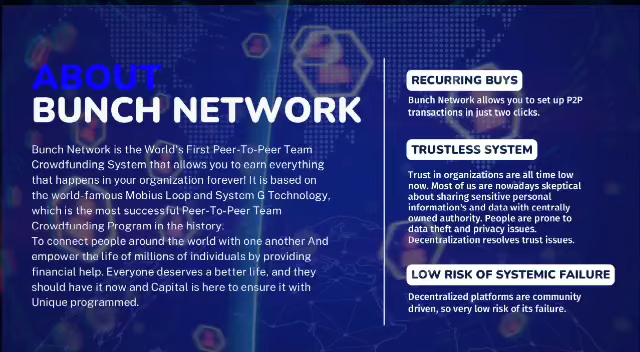 ABOUT
BUNCH NETWORK
Bunch Network is the World's First Peer-To-Peer Team
Crowdfunding System that allows you to earn everything
that happens in your organization forever! It is based on
the world-famous Mobius Loop and System G Technology,
which is the most successful Peer-To-Peer Team
Crowdfunding Program in the history.
To connect people around the world with one another And
empower the life of millions of individuals by providing
financial help. Everyone deserves a better life, and they
should have it now and Capital is here to ensure it with
Unique programmed.
RECURRING BUYS
Bunch Network allows you to set up P2P
transactions in just two clicks.
TRUSTLESS SYSTEM
Trust in organizations are all time low
now. Most of us are nowadays skeptical
about sharing sensitive personal
information's and data with centrally
owned authority. People are prone to
data theft and privacy issues.
Decentralization resolves trust issues.
LOW RISK OF SYSTEMIC FAILURE
Decentralized platforms are community
driven, so very low risk of its failure.